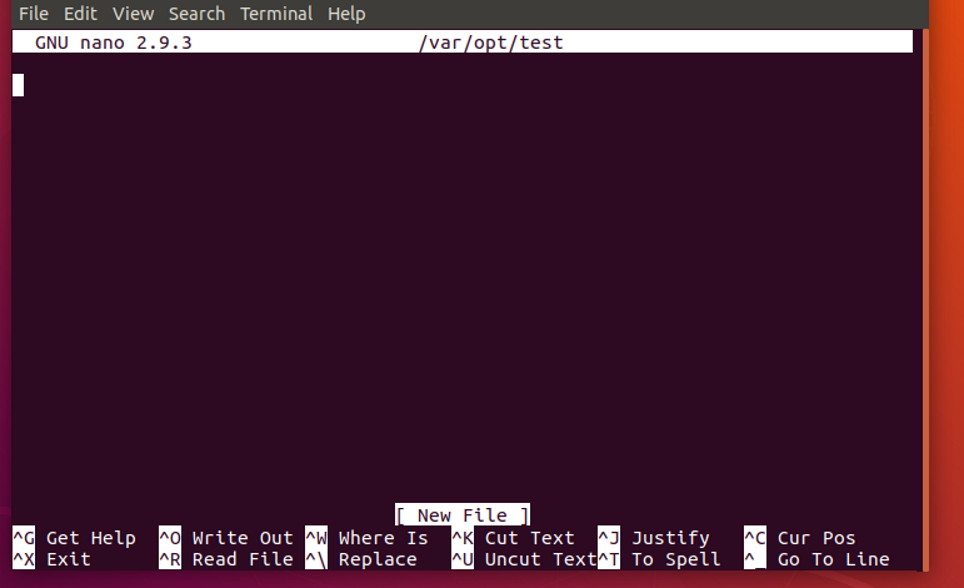 File Edit View Search Terminal Help
GNU nano 2.9.3 /var/opt/test
[ New File ]
^G Get Help ^O Write Out ^W Where Is ^K Cut Text ^J Justify ^C Cur Pos
^X Exit ^R Read File ^\ Replace ^U Uncut Text^T To Spell ^_ Go To Line